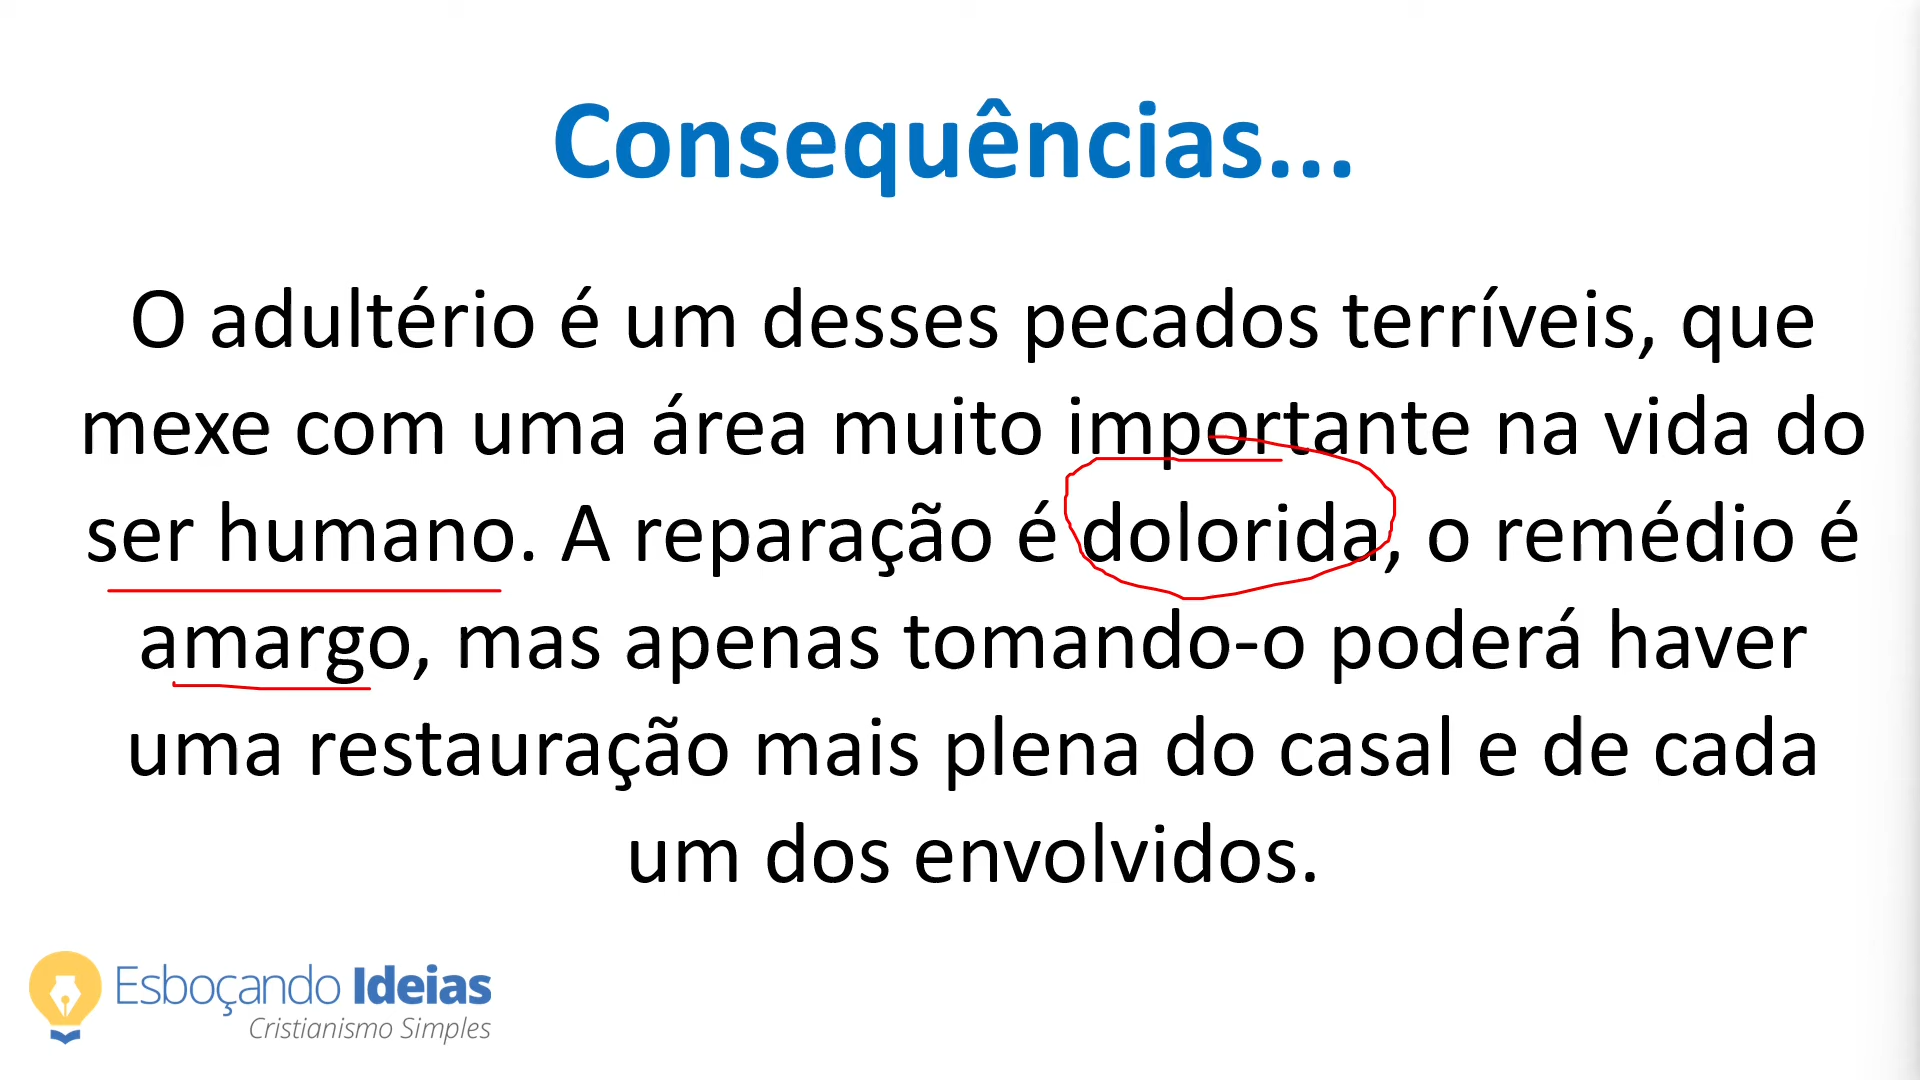 Consequências...
O adultério é um desses pecados terríveis, que
mexe com uma área muito importante na vida do
ser humano. A reparação é dolorida, o remédio é
amargo, mas apenas tomando-o poderá haver
uma restauração mais plena do casal e de cada
um dos envolvidos.
Esboçando Ideias
Cristianismo Simples